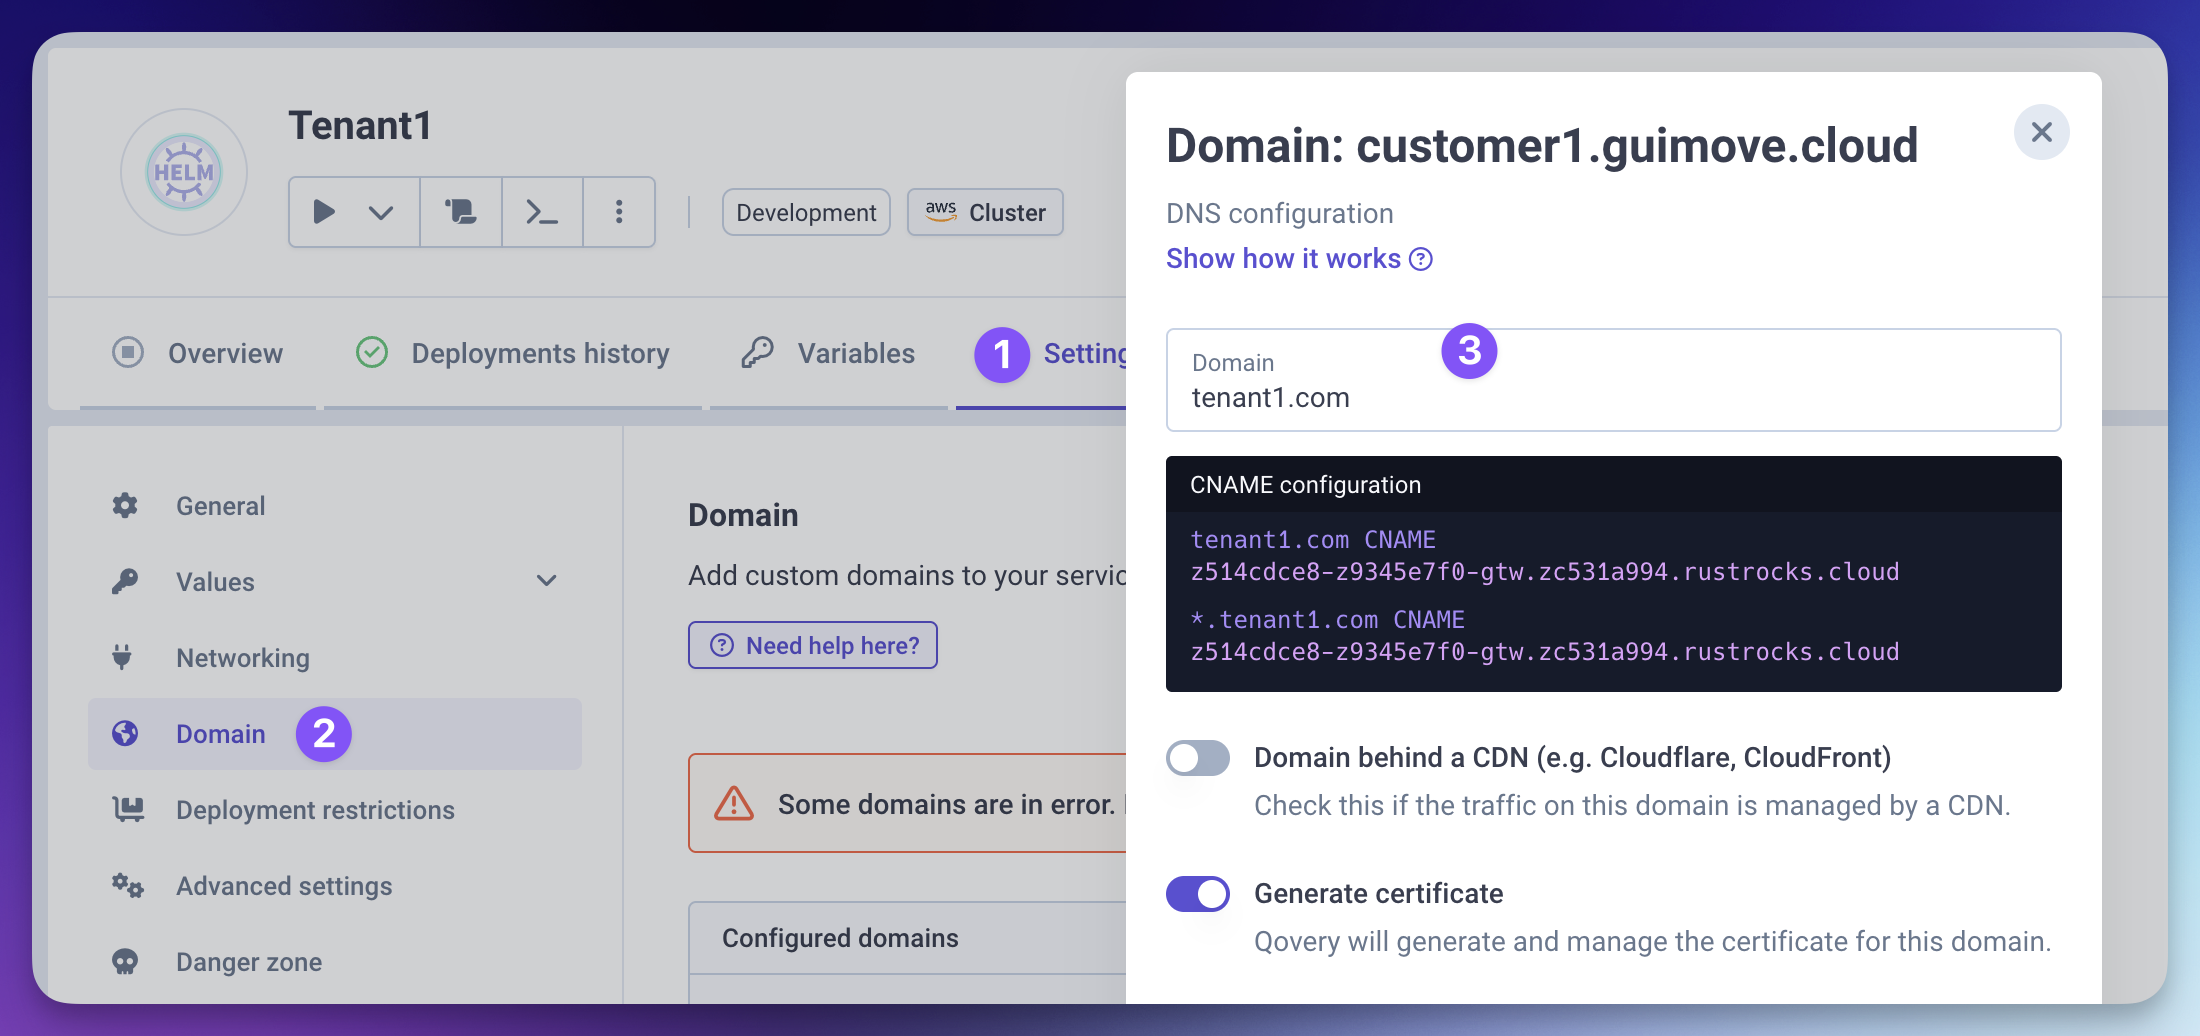 HELM
Tenant1
Development
aws Cluster
Overview
Deployments history
Variables
1
Setting
General
Values
Networking
Domain
2
Deployment restrictions
Advanced settings
Danger zone
Domain
Add custom domains to your servic
Need help here?
Some domains are in error.
Configured domains
Domain: customer1.guimove.cloud
DNS configuration
Show how it works
3
Domain
tenant1.com
CNAME configuration
tenant1.com CNAME
z514cdce8-z9345e7f0-gtw.zc531a994.rustrocks.cloud
*.tenant1.com CNAME
z514cdce8-z9345e7f0-gtw.zc531a994.rustrocks.cloud
Domain behind a CDN (e.g. Cloudflare, CloudFront)
Check this if the traffic on this domain is managed by a CDN.
Generate certificate
Qovery will generate and manage the certificate for this domain.